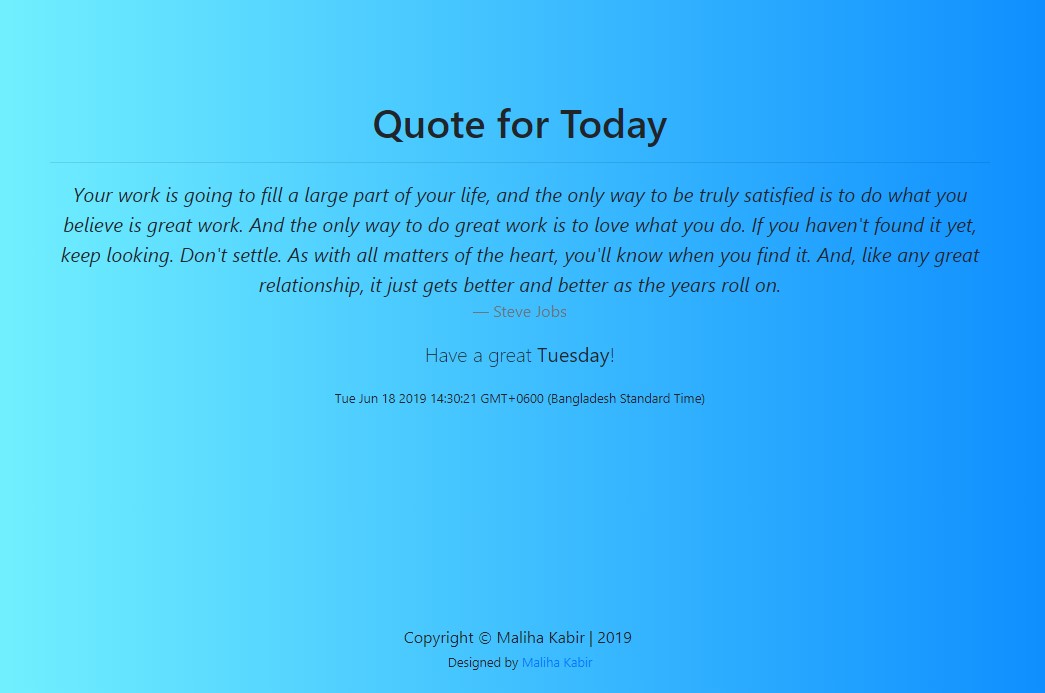 Quote for Today
Your work is going to fill a large part of your life, and the only way to be truly satisfied is to do what you
believe is great work. And the only way to do great work is to love what you do. If you haven't found it yet,
keep looking. Don't settle. As with all matters of the heart, you'll know when you find it. And, like any great
relationship, it just gets better and better as the years roll on.
— Steve Jobs
Have a great Tuesday!
Tue Jun 18 2019 14:30:21 GMT+0600 (Bangladesh Standard Time)
Copyright © Maliha Kabir | 2019
Designed by Maliha Kabir